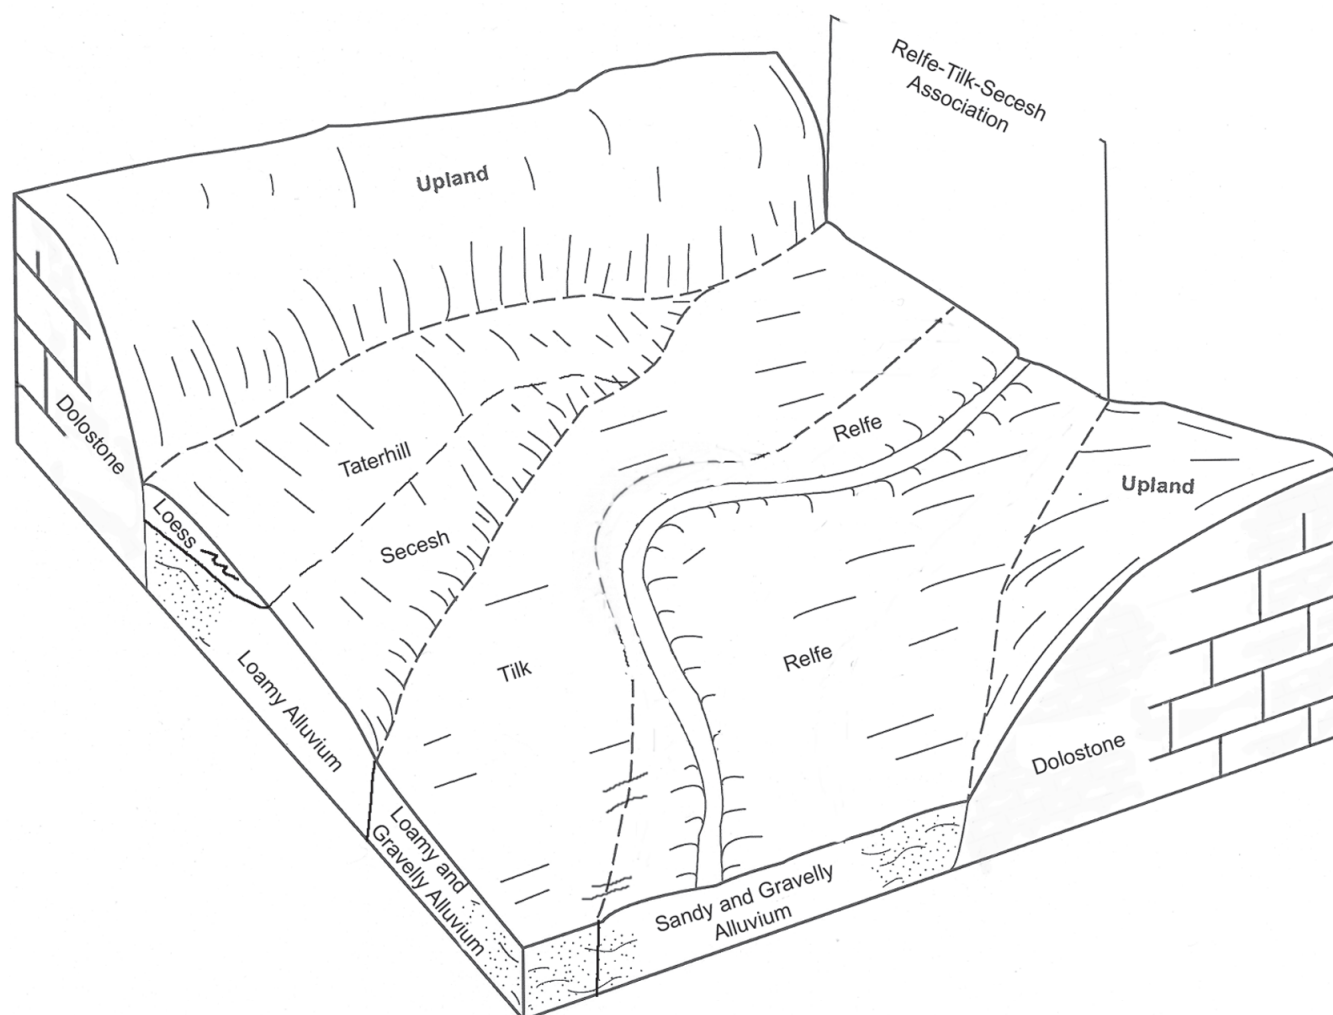 Relfe-Tilk-Secesh
Association
Upland
Dolostone
Taterhill
Relfe
Upland
Loess
Secesh
Loamy Alluvium
Tilk
Relfe
Dolostone
Loamy and
Gravelly Alluvium
Sandy and Gravelly
Alluvium